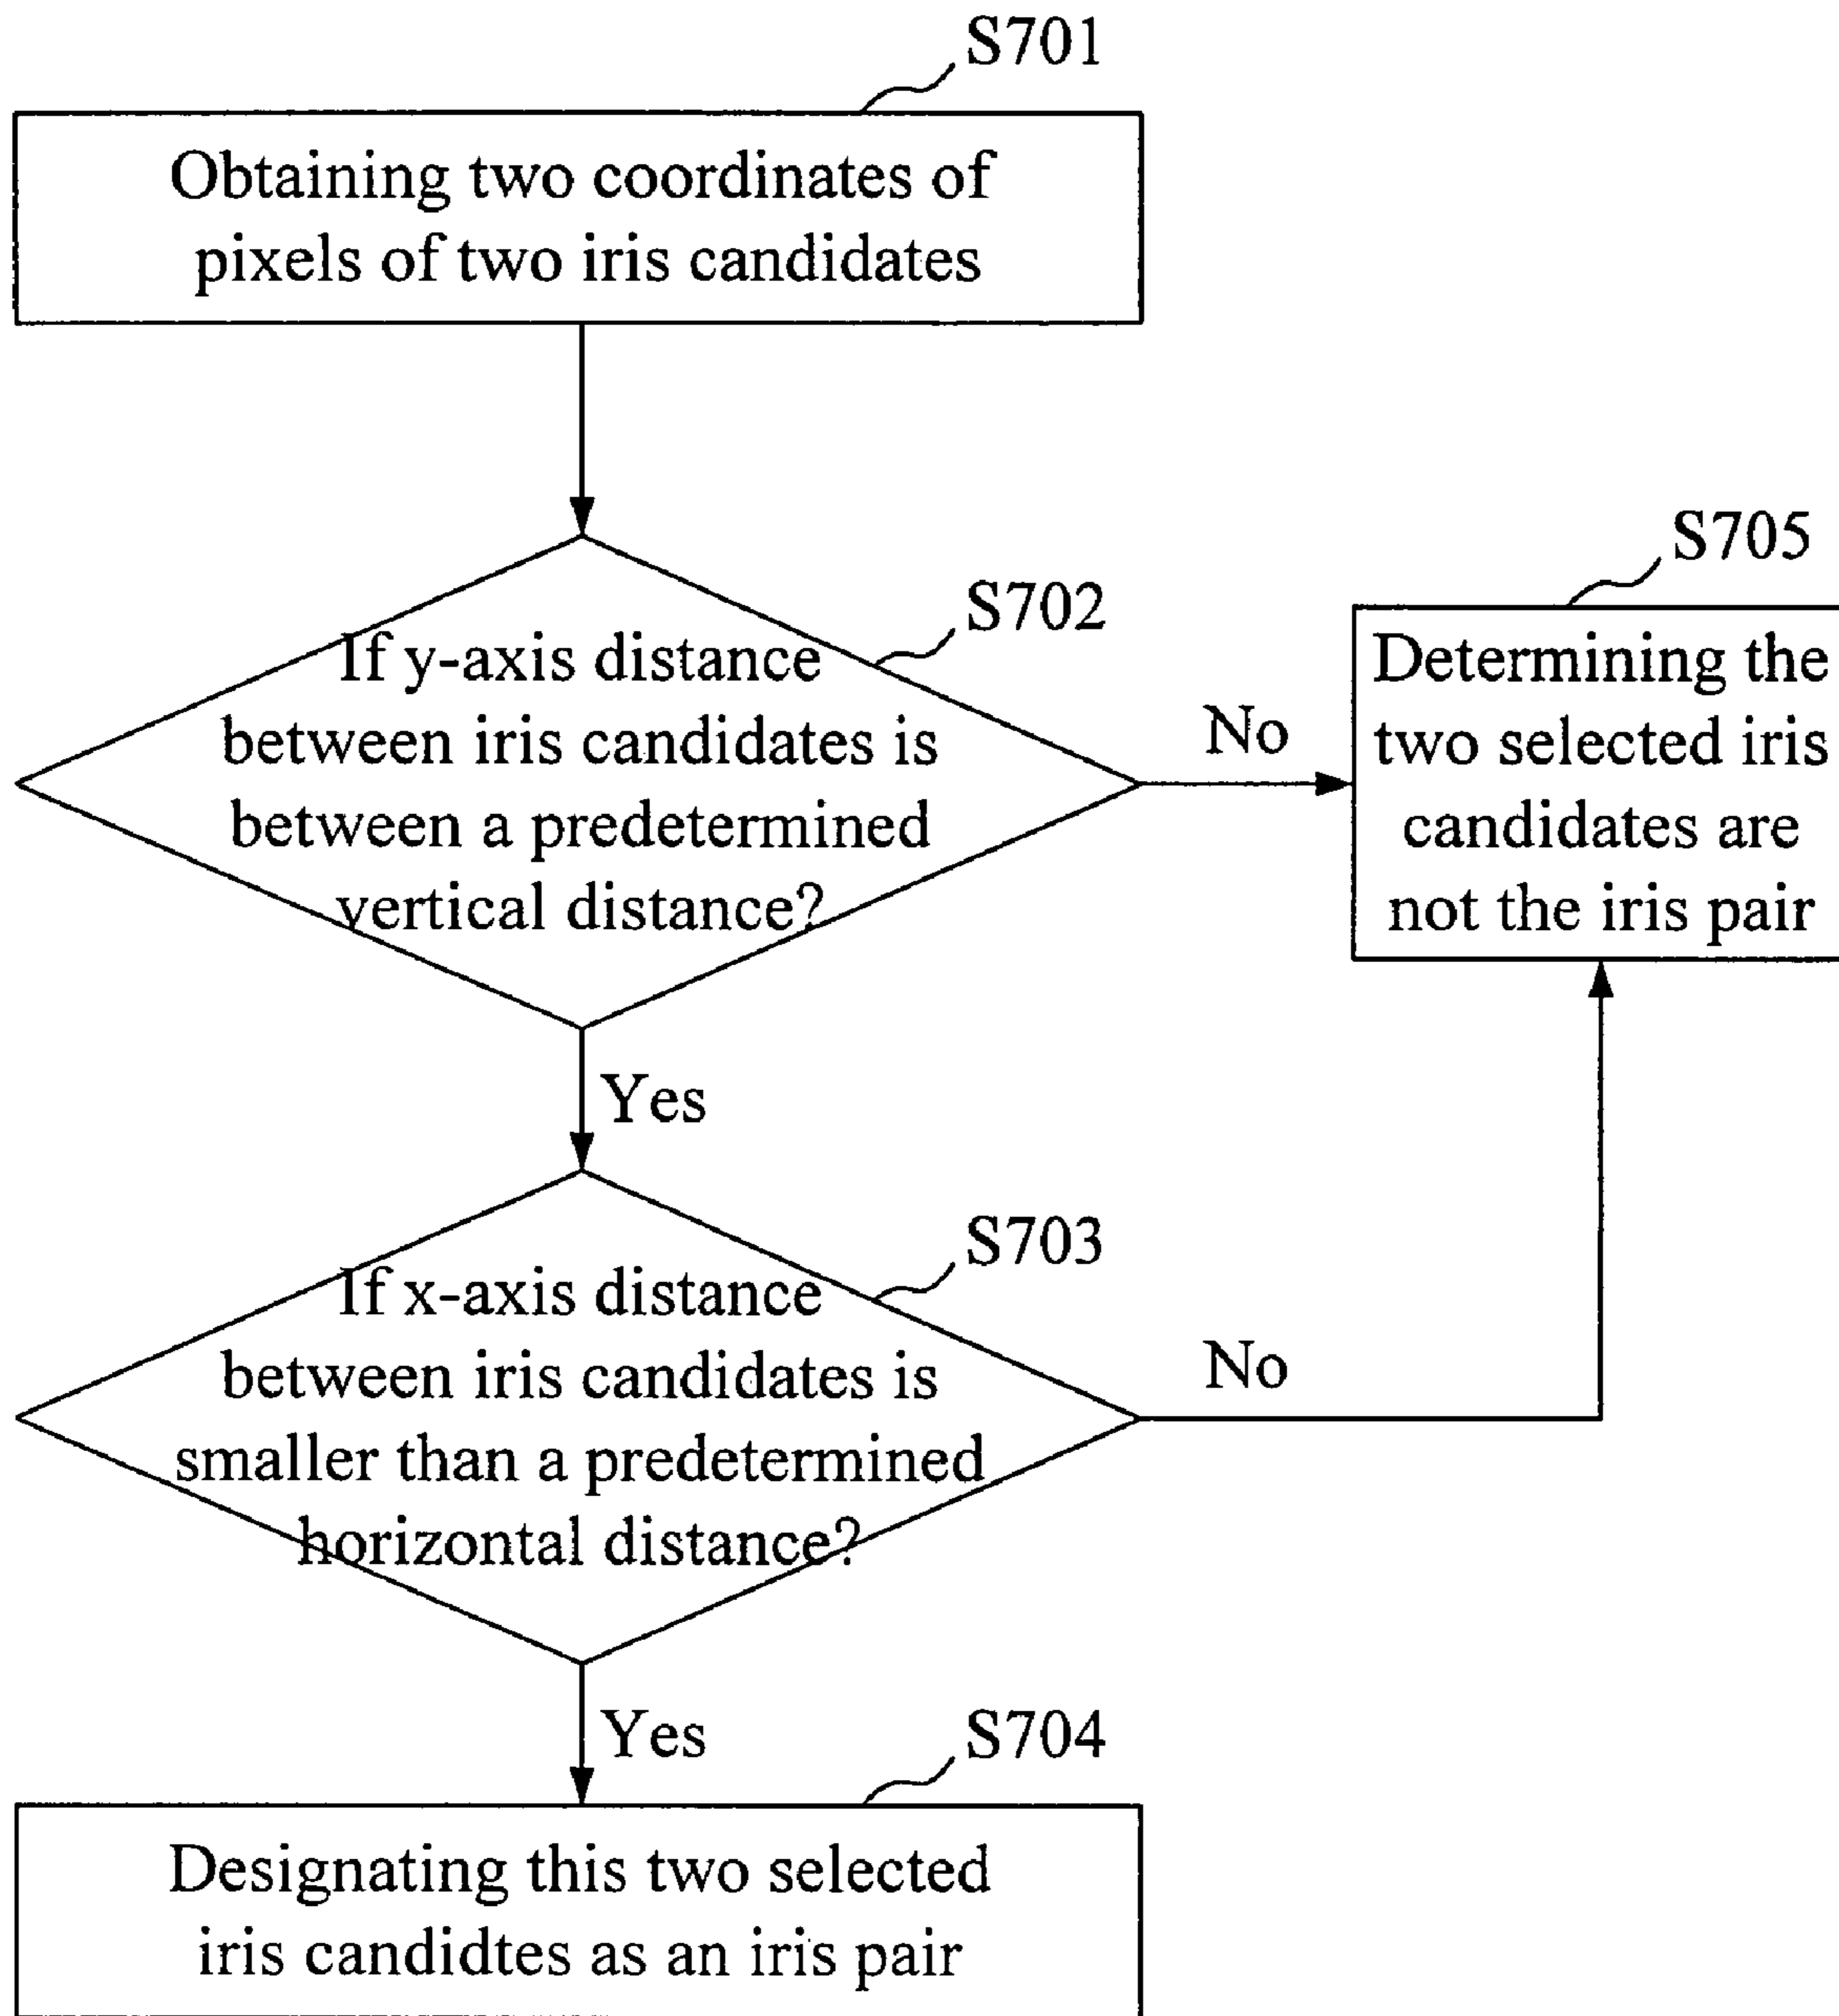 S701
Obtaining two coordinates of
pixels of two iris candidates
S702
If y-axis distance
between iris candidates is
between a predetermined
vertical distance?
No
S705
Determining the
two selected iris
candidates are
not the iris pair
Yes
S703
If x-axis distance
between iris candidates is
smaller than a predetermined
horizontal distance?
No
Yes
S704
Designating this two selected
iris candidtes as an iris pair